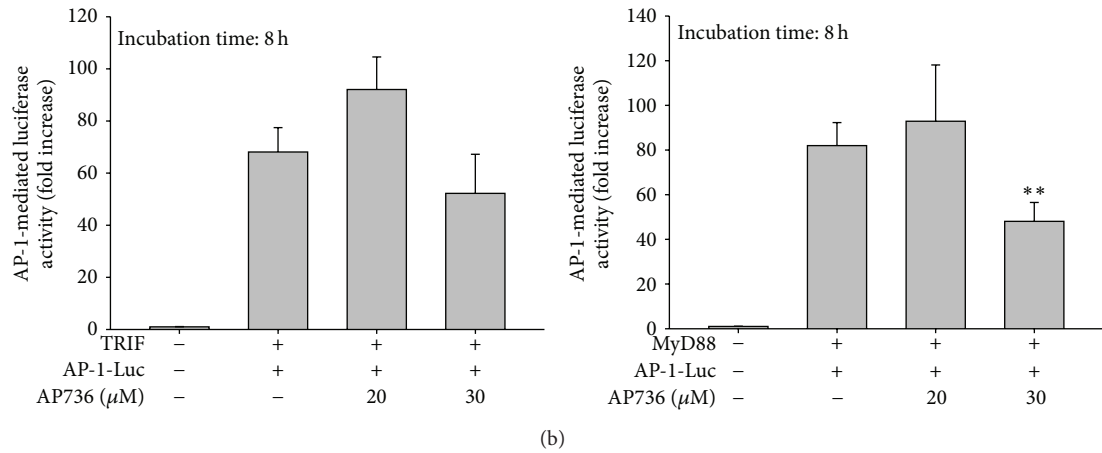 AP-1-mediated luciferase
activity (fold increase)
120
100
80
60
40
20
0
Incubation time: 8 h
TRIF − + + +
AP-1-Luc − + + +
AP736 (μM) − − 20 30
AP-1-mediated luciferase
activity (fold increase)
140
120
100
80
60
40
20
0
Incubation time: 8 h
**
MyD88 − + + +
AP-1-Luc − + + +
AP736 (μM) − − 20 30
(b)